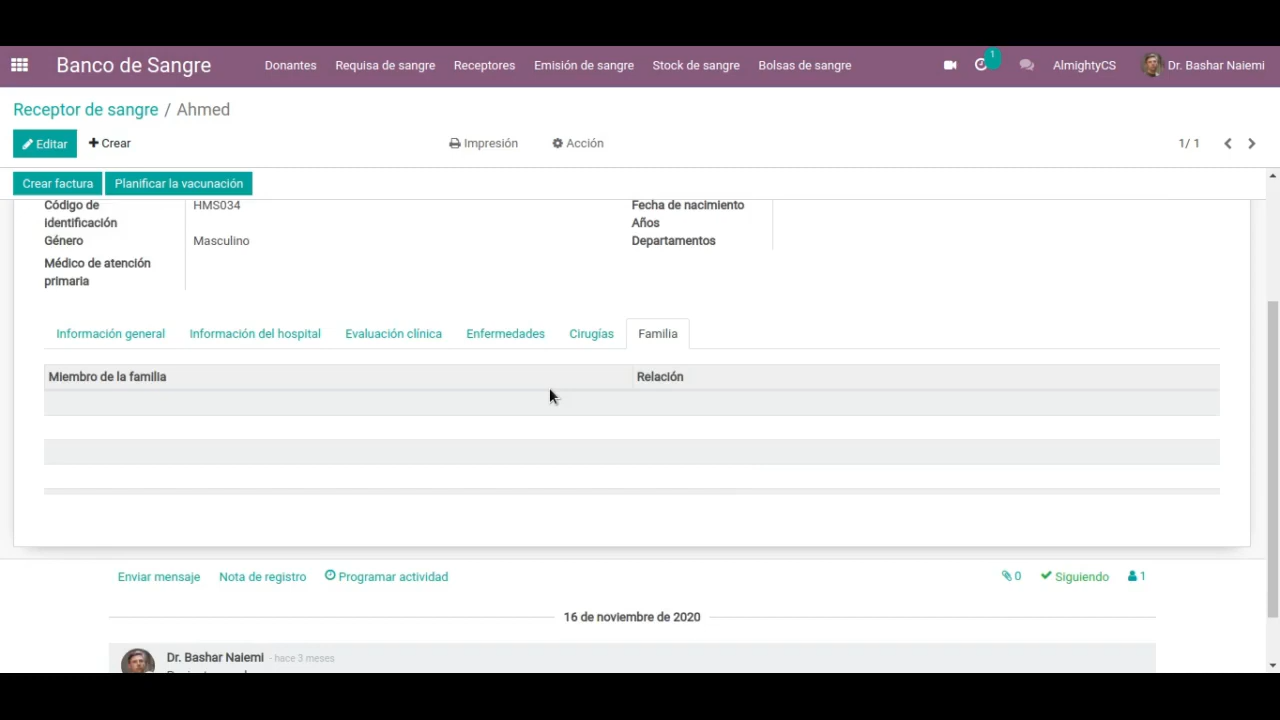 Banco de Sangre Donantes Requisa de sangre Receptores Emisión de sangre Stock de sangre Bolsas de sangre 1 AlmightyCS Dr. Bashar Naiemi
Receptor de sangre / Ahmed
Editar Crear Impresión Acción 1/ 1
Crear factura Planificar la vacunación
Código de identificación HMS034
Género Masculino
Médico de atención primaria
Fecha de nacimiento
Años
Departamentos
Información general Información del hospital Evaluación clínica Enfermedades Cirugías Familia
Miembro de la familia Relación
Enviar mensaje Nota de registro Programar actividad 0 Siguiendo 1
16 de noviembre de 2020
Dr. Bashar Naiemi - hace 3 meses